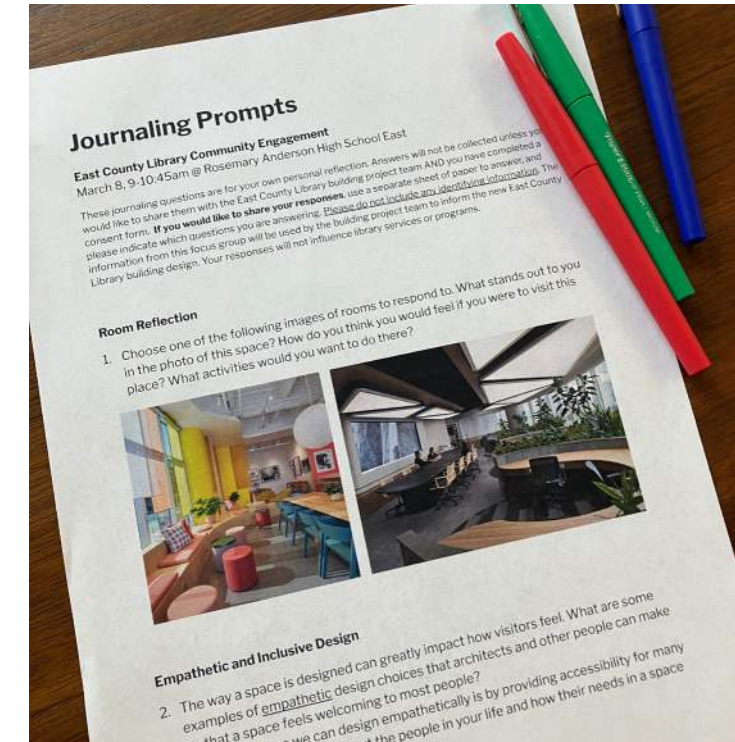 Journaling Prompts
East County Library Community Engagement
March 8, 9-10:45am @ Rosemary Anderson High School East
These journaling questions are for your own personal reflection. Answers will not be collected unless
would like to share them with the East County Library building project team AND you have completed a
consent form. If you would like to share your responses, use a separate sheet of paper to answer, and
please indicate which questions you are answering. Please do not include any identifying information. The
information from this focus group will be used by the building project team to inform the new East County
Library building design. Your responses will not influence library services or programs.
Room Reflection
1. Choose one of the following images of rooms to respond to. What stands out to you
in the photo of this space? How do you think you would feel if you were to visit this
place? What activities would you want to do there?
Empathetic and Inclusive Design
2. The way a space is designed can greatly impact how visitors feel. What are some
examples of empathetic design choices that architects and other people can make
that a space feels welcoming to most people?
we can design empathetically is by providing accessibility for many
the people in your life and how their needs in a space